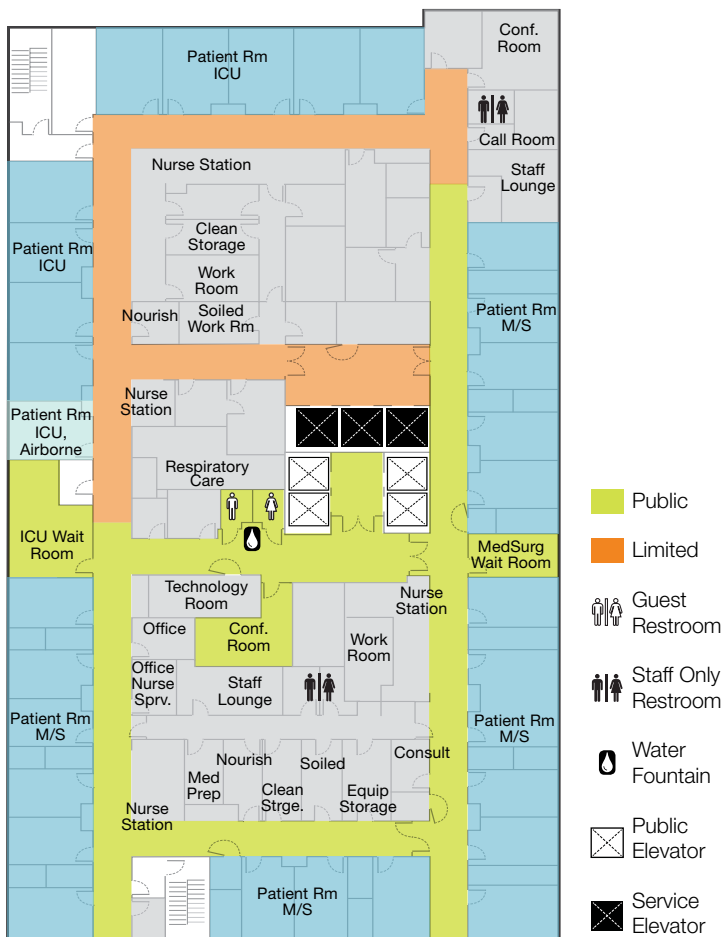 Conf.
Room
Patient Rm
ICU
Call Room
Nurse Station
Staff
Lounge
Clean
Storage
Patient Rm
ICU
Work
Room
Patient Rm
M/S
Nourish
Soiled
Work Rm
Nurse
Station
Patient Rm
ICU,
Airborne
Respiratory
Care
ICU Wait
Room
MedSurg
Wait Room
Technology
Room
Nurse
Station
Office
Conf.
Room
Work
Room
Office
Nurse
Sprv.
Staff
Lounge
Patient Rm
M/S
Patient Rm
M/S
Nourish
Soiled
Consult
Med
Prep
Clean
Strge.
Equip
Storage
Nurse
Station
Patient Rm
M/S
Public
Limited
Guest
Restroom
Staff Only
Restroom
Water
Fountain
Public
Elevator
Service
Elevator